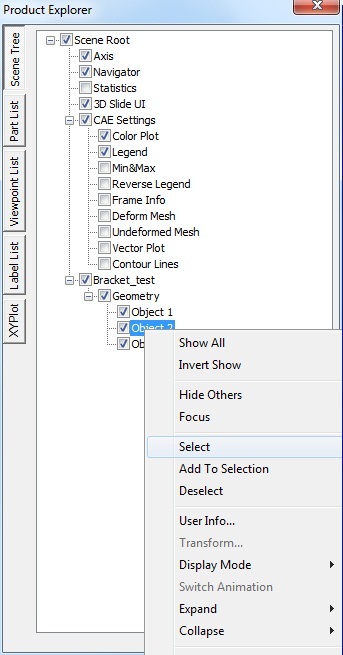 Product Explorer
Scene Tree
Part List
Viewpoint List
Label List
XYPlot
Scene Root
Axis
Navigator
Statistics
3D Slide UI
CAE Settings
Color Plot
Legend
Min&Max
Reverse Legend
Frame Info
Deform Mesh
Undeformed Mesh
Vector Plot
Contour Lines
Bracket_test
Geometry
Object 1
Object 2
Show All
Invert Show
Hide Others
Focus
Select
Add To Selection
Deselect
User Info...
Transform...
Display Mode
Switch Animation
Expand
Collapse